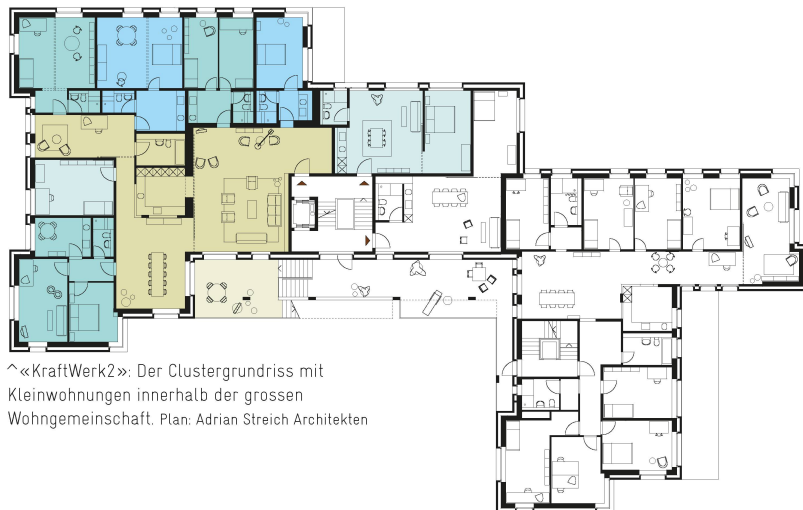 ^«KraftWerk2»: Der Clustergrundriss mit
Kleinwohnungen innerhalb der grossen
Wohngemeinschaft. Plan: Adrian Streich Architekten